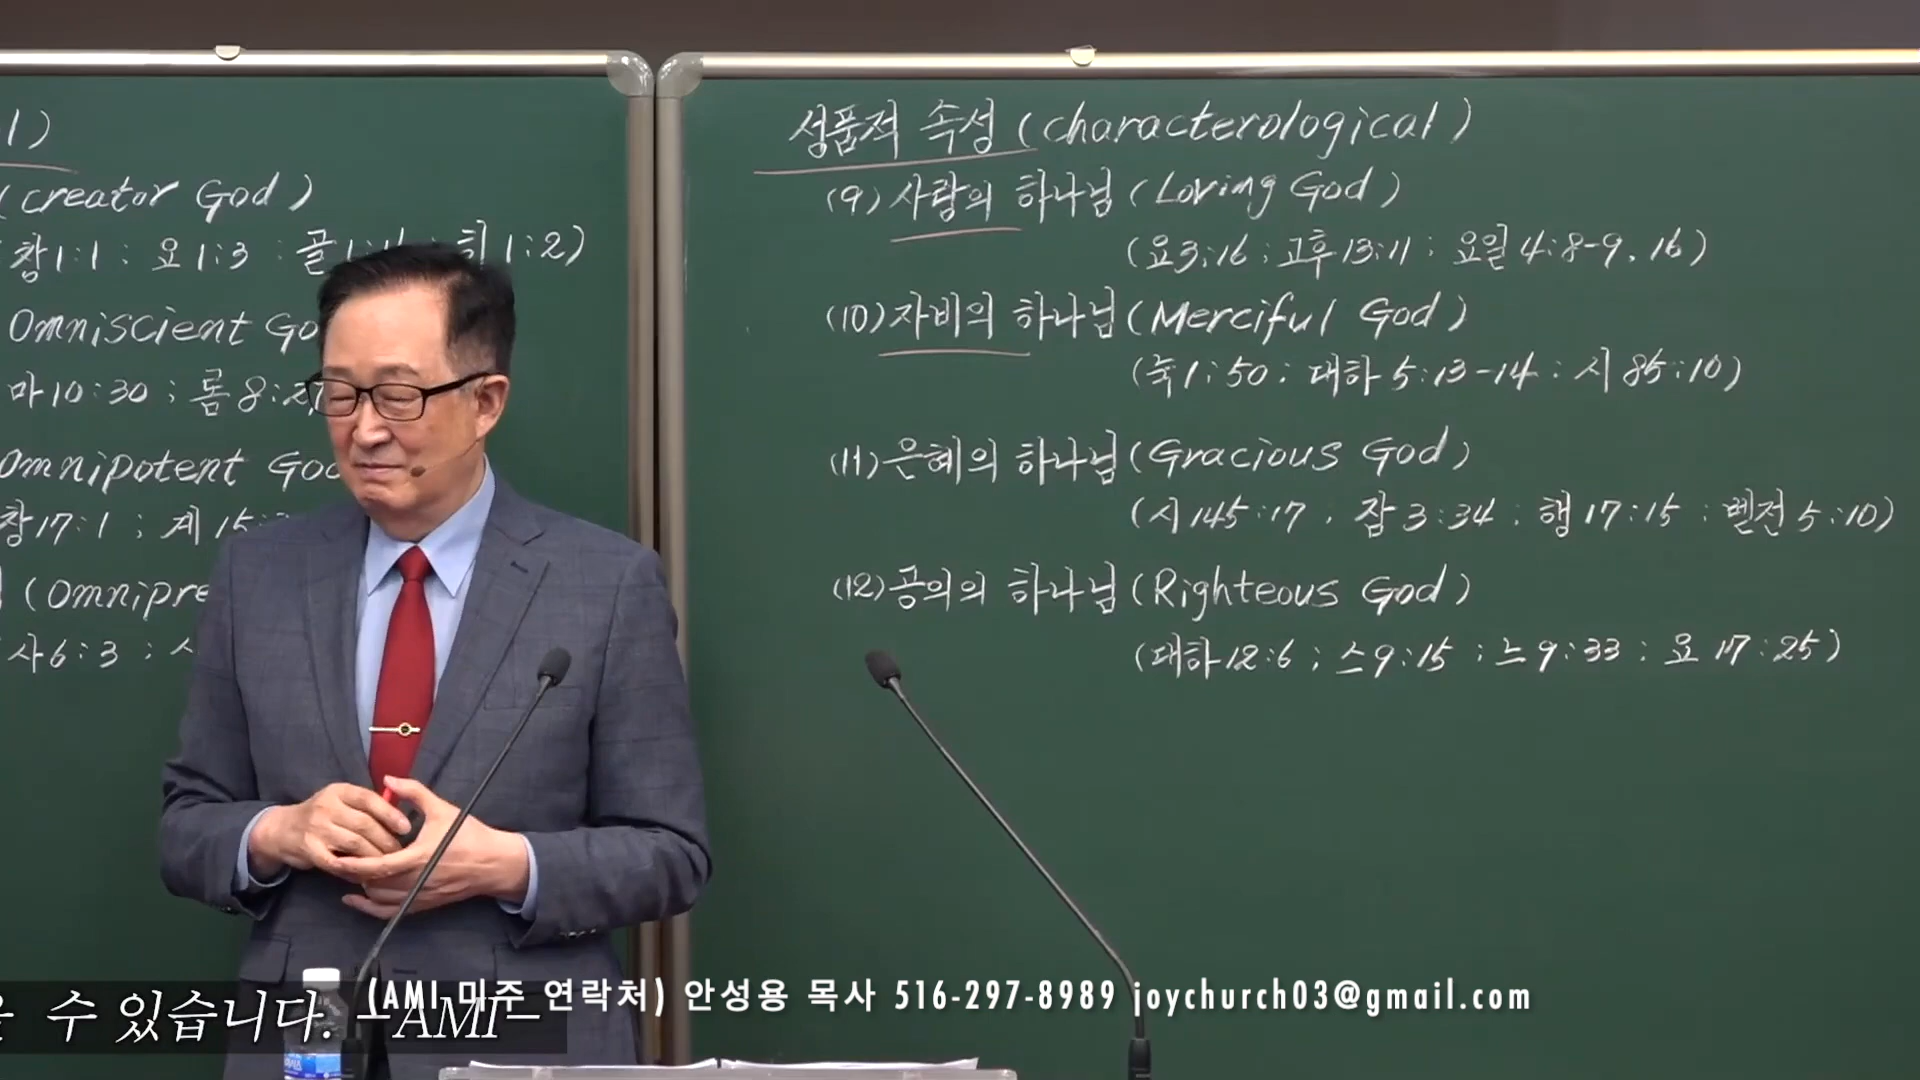 1)
(creator God)
창1:1 ; 요1:3 ; 골1:1 ; 히1:2)
Omniscient Go
마10:30 ; 롬8:2
Omnipotent God
창17:1 ; 계15:
(Omnipre
사6:3 ;
성품적 속성 (characterological)
(9) 사랑의 하나님 (Loving God)
(요3:16 ; 고후13:11 ; 요일4:8-9, 16)
(10) 자비의 하나님 (Merciful God)
(눅1:50 ; 대하5:13-14 ; 시85:10)
(11) 은혜의 하나님 (Gracious God)
(시145:17 ; 잠3:34 ; 행17:15 ; 벧전5:10)
(12) 공의의 하나님 (Righteous God)
(대하12:6 ; 스9:15 ; 느9:33 ; 요17:25)
(AMI 미주 연락처) 안성용 목사 516-297-8989 joychurch03@gmail.com
수 있습니다. -AMI-